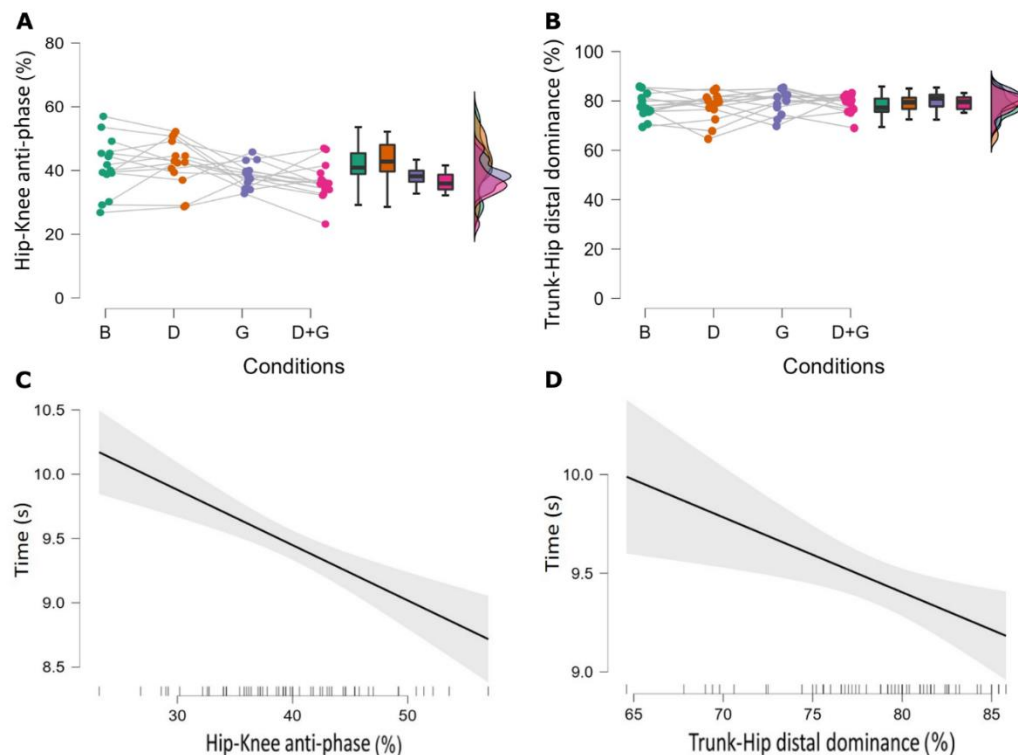 A
Hip-Knee anti-phase (%)
80
60
40
20
0
B
D
G
D+G
Conditions
B
Trunk-Hip distal dominance (%)
100
80
60
40
20
0
B
D
G
D+G
Conditions
C
Time (s)
10.5
10.0
9.5
9.0
8.5
30
40
50
Hip-Knee anti-phase (%)
D
Time (s)
10.0
9.5
9.0
65
70
75
80
85
Trunk-Hip distal dominance (%)